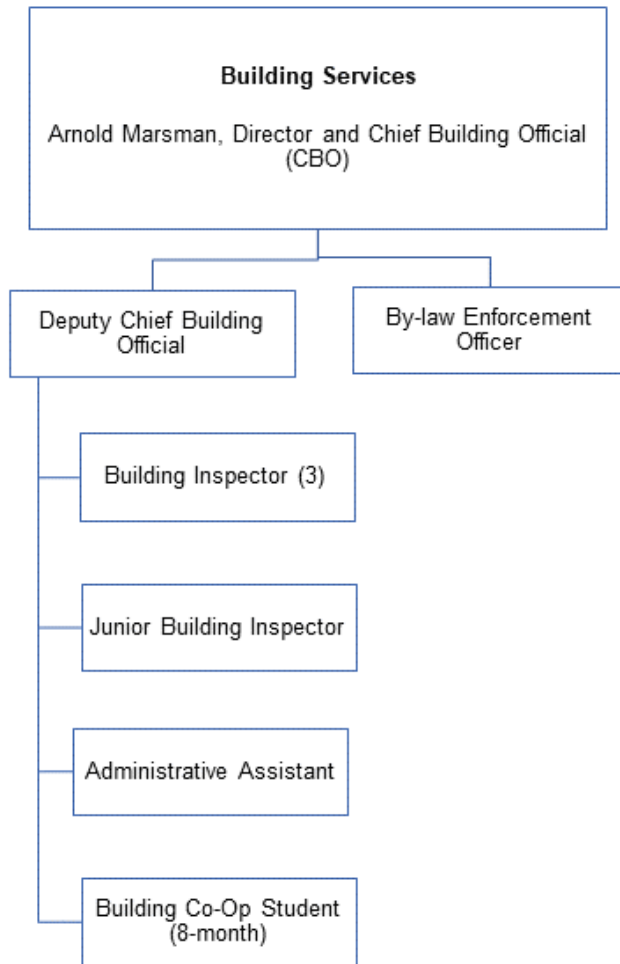 Building Services
Arnold Marsman, Director and Chief Building Official
(CBO)
Deputy Chief Building
Official
By-law Enforcement
Officer
Building Inspector (3)
Junior Building Inspector
Administrative Assistant
Building Co-Op Student
(8-month)